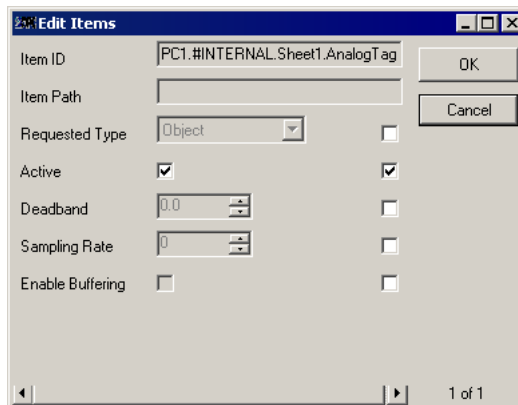 Edit Items
Item ID PC1.#INTERNAL.Sheet1.AnalogTag OK
Item Path Cancel
Requested Type Object
Active
Deadband 0.0
Sampling Rate 0
Enable Buffering
1 of 1